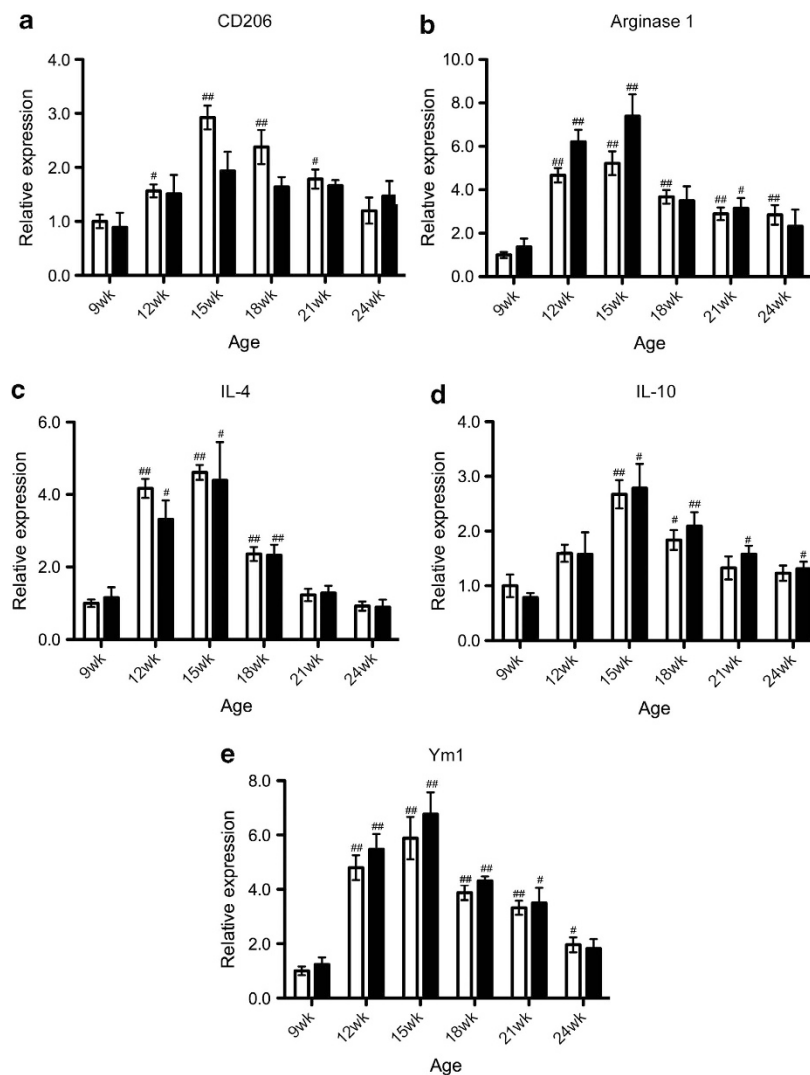 a
CD206
Relative expression
4.0
3.0
2.0
1.0
0.0
#
##
##
#
9wk
12wk
15wk
18wk
21wk
24wk
Age
b
Arginase 1
Relative expression
10.0
8.0
6.0
4.0
2.0
0.0
##
##
##
##
##
##
#
##
9wk
12wk
15wk
18wk
21wk
24wk
Age
c
IL-4
Relative expression
6.0
4.0
2.0
0.0
##
#
##
#
##
##
9wk
12wk
15wk
18wk
21wk
24wk
Age
d
IL-10
Relative expression
4.0
3.0
2.0
1.0
0.0
##
#
#
##
#
#
9wk
12wk
15wk
18wk
21wk
24wk
Age
e
Ym1
Relative expression
8.0
6.0
4.0
2.0
0.0
##
##
##
##
##
##
##
#
#
9wk
12wk
15wk
18wk
21wk
24wk
Age